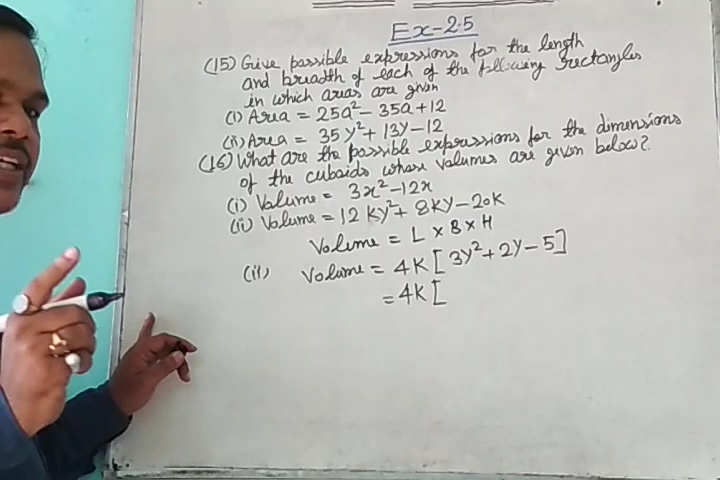 Ex-2.5
(15) Give possible expressions for the length
and breadth of each of the following rectangles
in which areas are given
(i) Area = 25a² - 35a + 12
(ii) Area = 35y² + 13y - 12
(16) What are the possible expressions for the dimensions
of the cuboids whose volumes are given below?
(i) Volume = 3x² - 12x
(ii) Volume = 12 Ky² + 8Ky - 20K
Volume = L × B × H
(ii) Volume = 4K [ 3y² + 2y - 5 ]
= 4K [